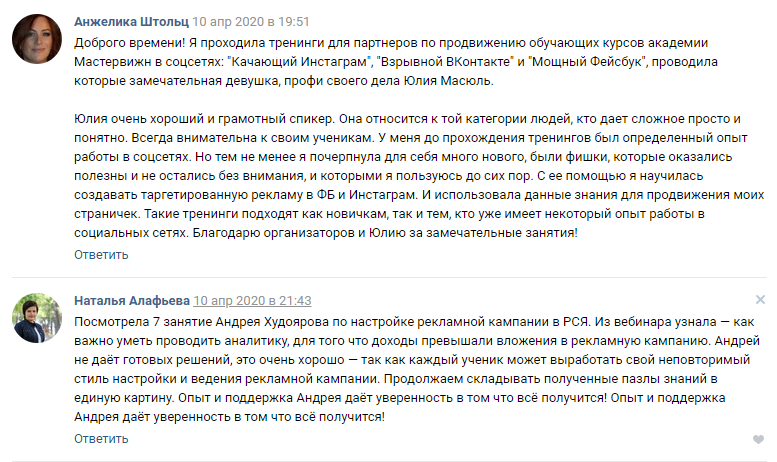 Анжелика Штольц 10 апр 2020 в 19:51
Доброго времени! Я проходила тренинги для партнеров по продвижению обучающих курсов академии
Мастервижн в соцсетях: "Качающий Инстаграм", "Взрывной ВКонтакте" и "Мощный Фейсбук", проводила
которые замечательная девушка, профи своего дела Юлия Масюль.
Юлия очень хороший и грамотный спикер. Она относится к той категории людей, кто дает сложное просто и
понятно. Всегда внимательна к своим ученикам. У меня до прохождения тренингов был определенный опыт
работы в соцсетях. Но тем не менее я почерпнула для себя много нового, были фишки, которые оказались
полезны и не остались без внимания, и которыми я пользуюсь до сих пор. С ее помощью я научилась
создавать таргетированную рекламу в ФБ и Инстаграм. И использовала данные знания для продвижения моих
страничек. Такие тренинги подходят как новичкам, так и тем, кто уже имеет некоторый опыт работы в
социальных сетях. Благодарю организаторов и Юлию за замечательные занятия!
Ответить
Наталья Алафьева 10 апр 2020 в 21:43
Посмотрела 7 занятие Андрея Худоярова по настройке рекламной кампании в РСЯ. Из вебинара узнала — как
важно уметь проводить аналитику, для того что доходы превышали вложения в рекламную кампанию. Андрей
не даёт готовых решений, это очень хорошо — так как каждый ученик может выработать свой неповторимый
стиль настройки и ведения рекламной кампании. Продолжаем складывать полученные пазлы знаний в
единую картину. Опыт и поддержка Андрея даёт уверенность в том что всё получится! Опыт и поддержка
Андрея даёт уверенность в том что всё получится!
Ответить